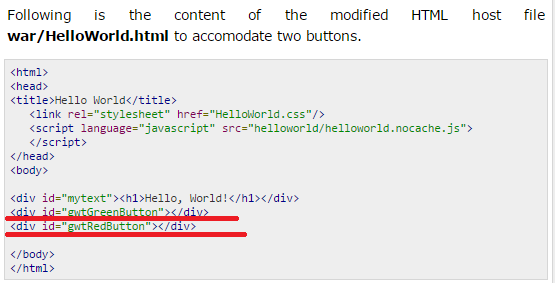 Following is the content of the modified HTML host file
war/HelloWorld.html to accomodate two buttons.
<html>
<head>
<title>Hello World</title>
<link rel="stylesheet" href="HelloWorld.css"/>
<script language="javascript" src="helloworld/helloworld.nocache.js">
</script>
</head>
<body>
<div id="mytext"><h1>Hello, World!</h1></div>
<div id="gwtGreenButton"></div>
<div id="gwtRedButton"></div>
</body>
</html>